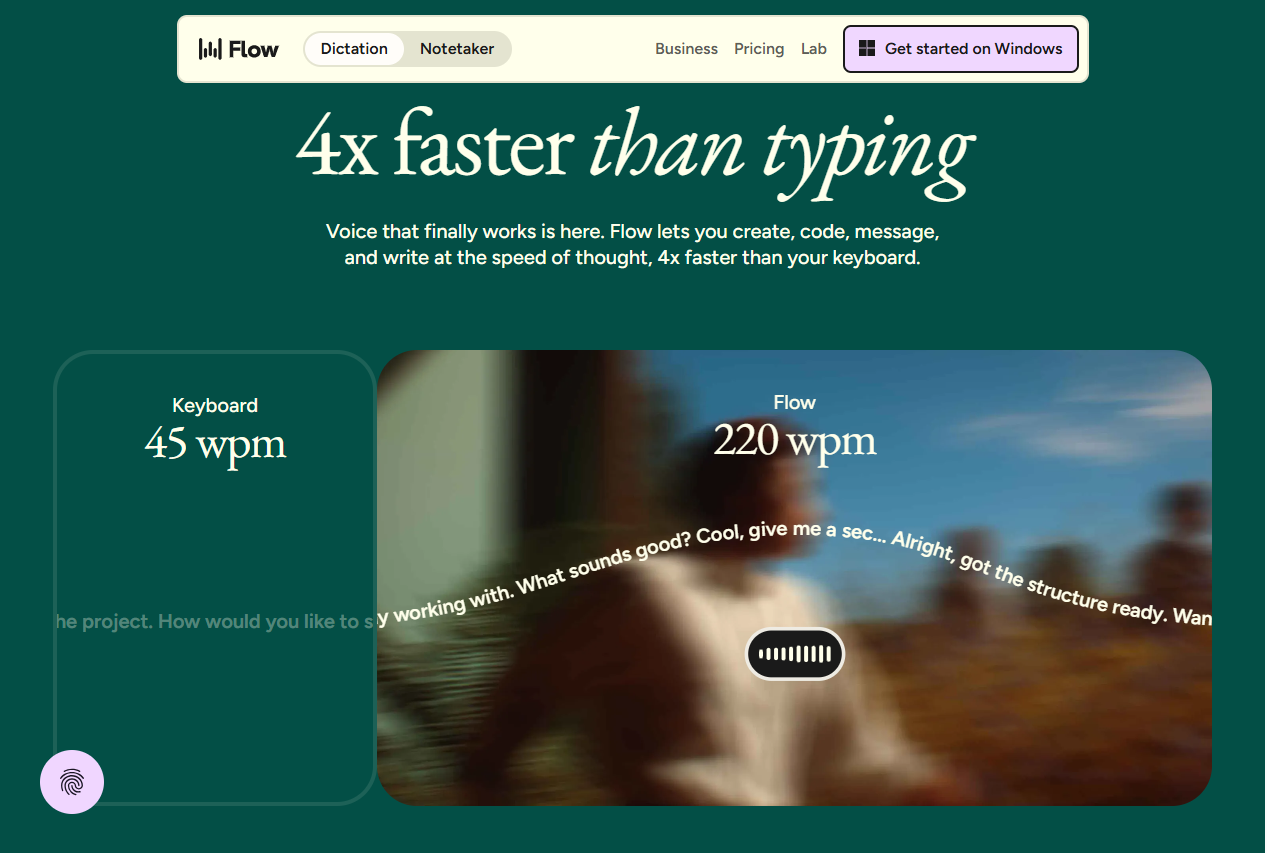 Flow
Dictation
Notetaker
Business
Pricing
Lab
Get started on Windows
4x faster than typing
Voice that finally works is here. Flow lets you create, code, message,
and write at the speed of thought, 4x faster than your keyboard.
Keyboard
45 wpm
he project. How would you like to s
Flow
220 wpm
y working with. What sounds good? Cool, give me a sec... Alright, got the structure ready. Wan